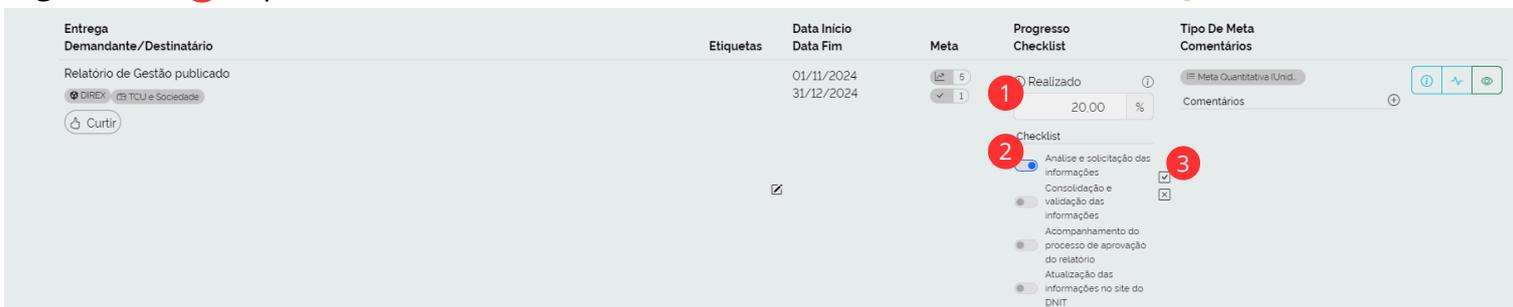 Entrega
Demandante/Destinatário
Etiquetas
Data Início
Data Fim
Meta
Progresso
Checklist
Tipo De Meta
Comentários
Relatório de Gestão publicado
DIREX
TCU e Sociedade
Curtir
01/11/2024
31/12/2024
5
1
1
Realizado
20.00 %
Checklist
2
Análise e solicitação das
informações
3
Consolidação e
validação das
informações
Acompanhamento do
processo de aprovação
do relatório
Atualização das
informações no site do
DNIT
Meta Quantitativa (Unid...
Comentários